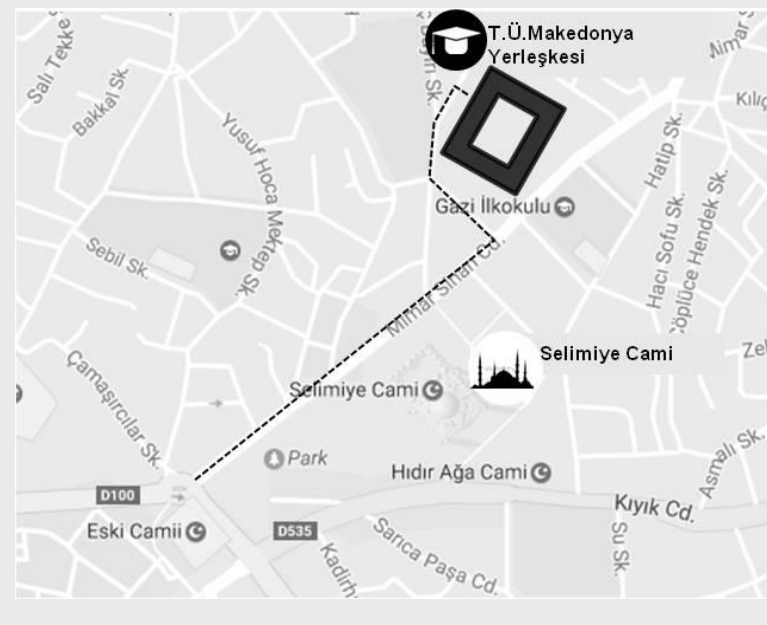 T.Ü.Makedonya
Yerleşkesi
Mimar
Salı Tekke
Bakkal Sk.
Bayırı Sk.
Kılıç
Yusuf Hoca Mektep Sk.
Hatip Sk.
Gazi İlkokulu
Hacı Sofu Sk.
Sebil Sk.
Mimar Sinan Cd.
Selimiye Cami
Çamaşırcılar Sk.
Selimiye Cami
Park
Hıdır Ağa Cami
Asmalı Sk.
D100
Kıyık Cd.
Eski Camii
D535
Sarıca Paşa Cd.
Su Sk.